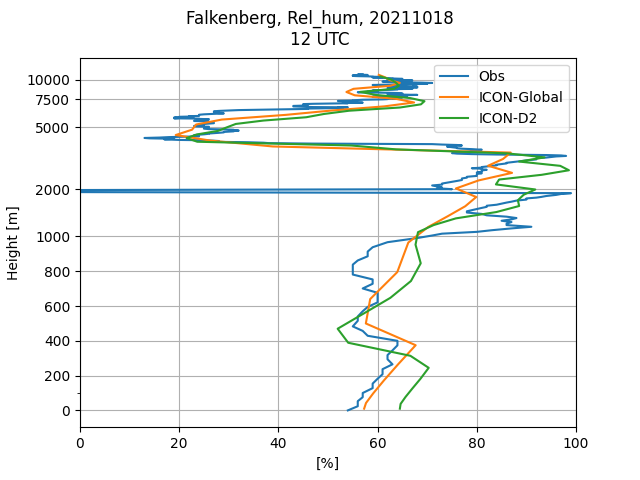 Falkenberg, Rel_hum, 20211018
12 UTC
Obs
ICON-Global
ICON-D2
10000
7500
5000
2000
1000
800
600
400
200
0
Height [m]
0 20 40 60 80 100
[%]